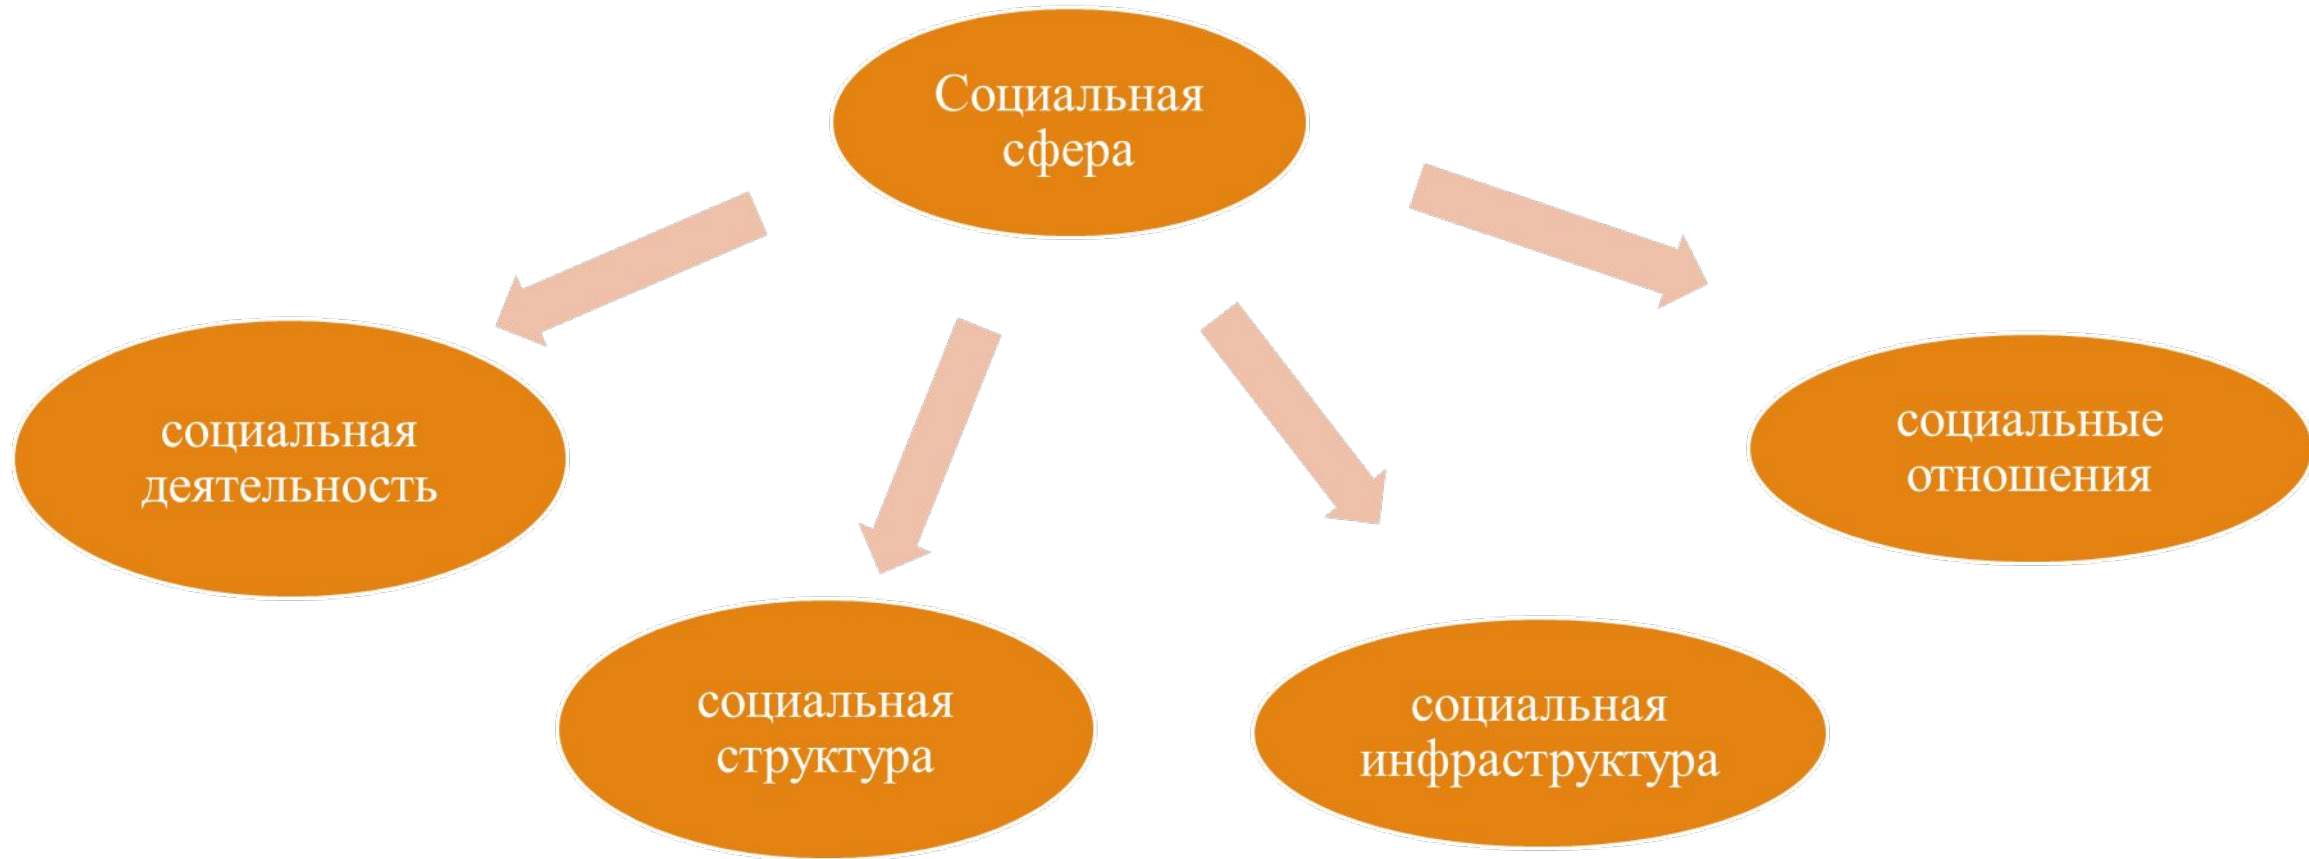 Социальная
сфера
социальная
деятельность
социальная
структура
социальная
инфраструктура
социальные
отношения